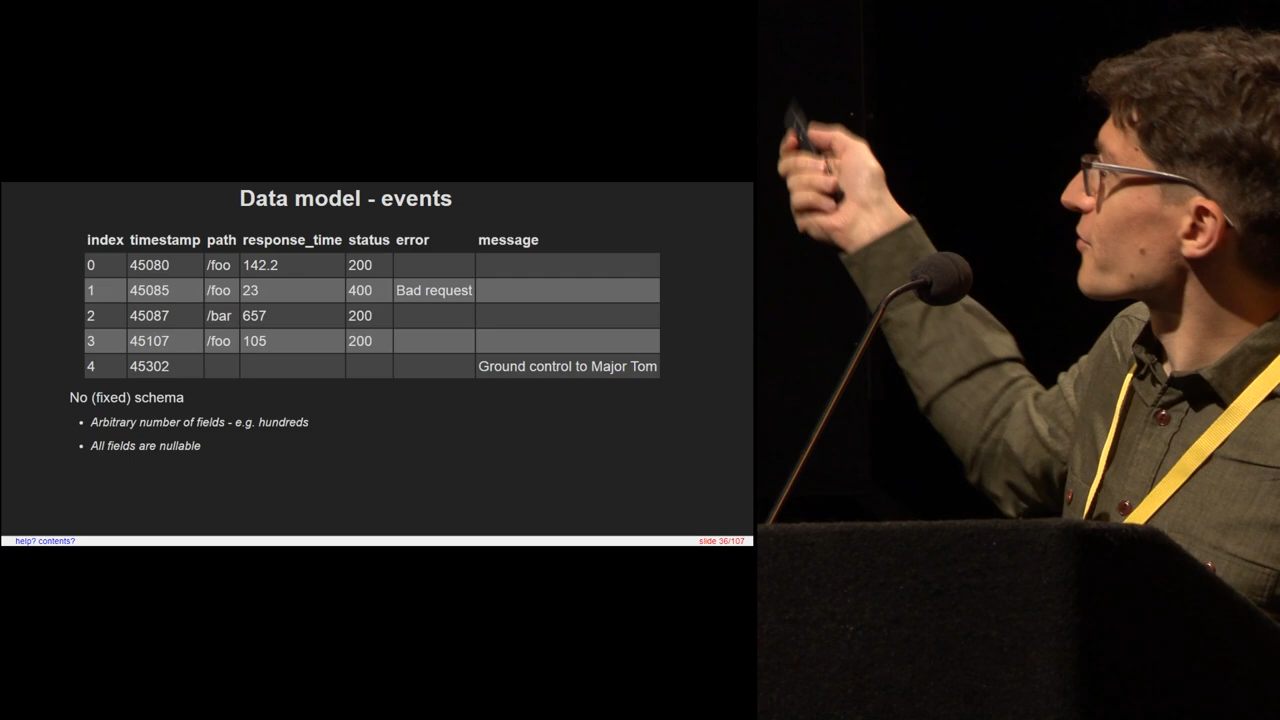 Data model - events
index timestamp path response_time status error message
0 45080 /foo 142.2 200
1 45085 /foo 23 400 Bad request
2 45087 /bar 657 200
3 45107 /foo 105 200
4 45302 Ground control to Major Tom
No (fixed) schema
• Arbitrary number of fields - e.g. hundreds
• All fields are nullable
help? contents? slide 36/107